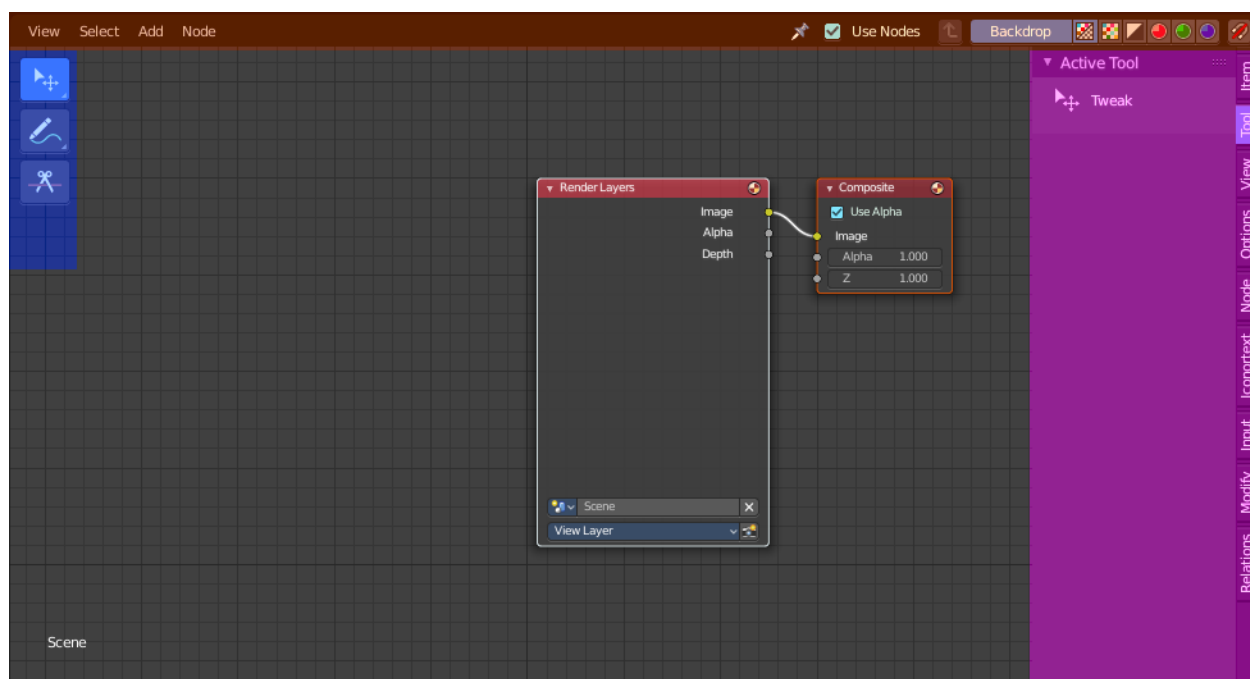 View Select Add Node Use Nodes Backdrop
Active Tool
Tweak
Item
Tool
View
Options
Node
Iconortext
Input
Modify
Relations
Render Layers
Image
Alpha
Depth
Scene
View Layer
Composite
Use Alpha
Image
Alpha 1.000
Z 1.000
Scene